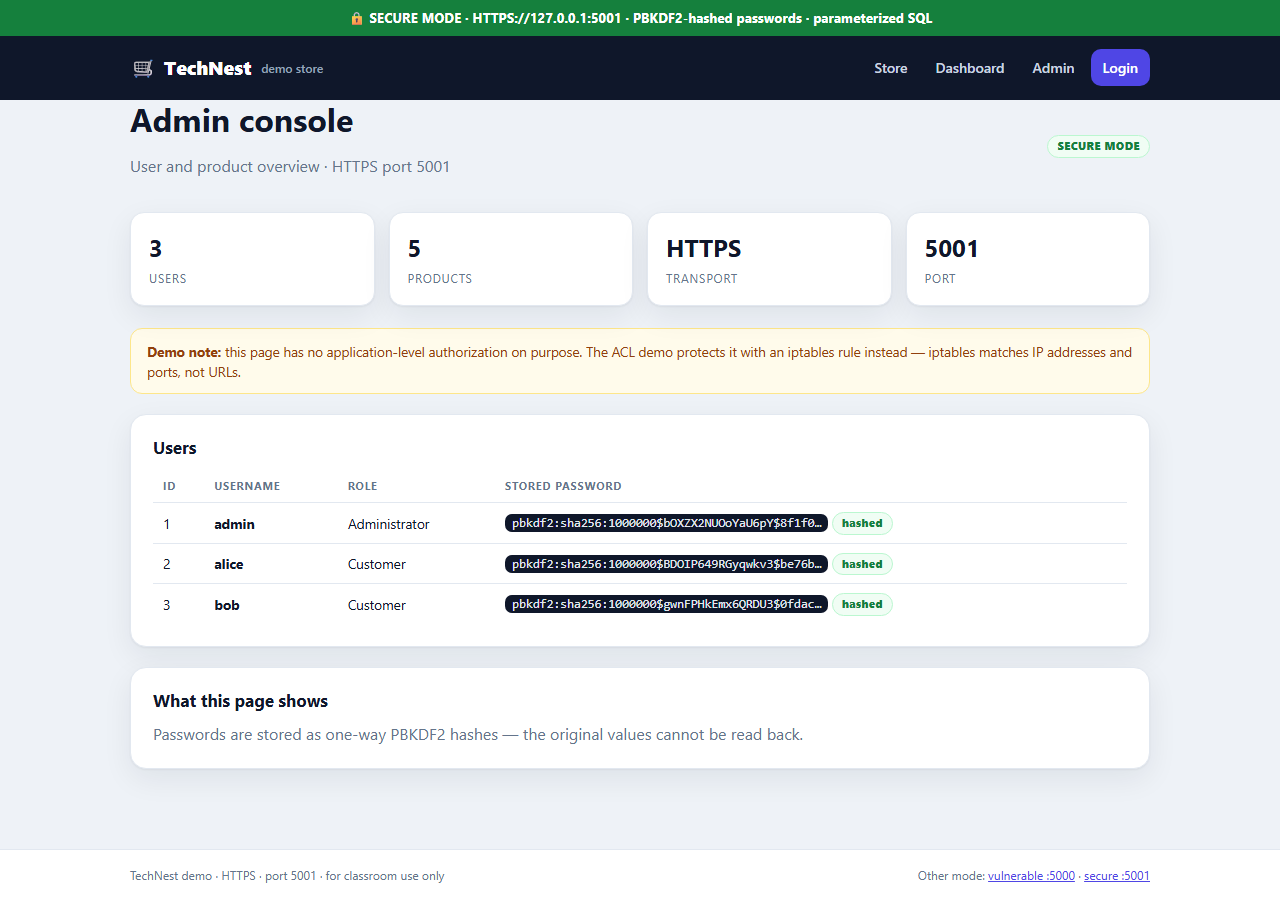 🔒 SECURE MODE · HTTPS://127.0.0.1:5001 · PBKDF2-hashed passwords · parameterized SQL
TechNest demo store Store Dashboard Admin Login
Admin console
SECURE MODE
User and product overview · HTTPS port 5001
3 5 HTTPS 5001
USERS PRODUCTS TRANSPORT PORT
Demo note: this page has no application-level authorization on purpose. The ACL demo protects it with an iptables rule instead — iptables matches IP addresses and
ports, not URLs.
Users
ID USERNAME ROLE STORED PASSWORD
1 admin Administrator pbkdf2:sha256:1000000$bOXZX2NUOoYaU6pY$8f1f0… hashed
2 alice Customer pbkdf2:sha256:1000000$BDOIP649RGyqwkv3$be76b… hashed
3 bob Customer pbkdf2:sha256:1000000$gwnFPHkEmx6QRDU3$0fdac… hashed
What this page shows
Passwords are stored as one-way PBKDF2 hashes — the original values cannot be read back.
TechNest demo · HTTPS · port 5001 · for classroom use only Other mode: vulnerable :5000 · secure :5001